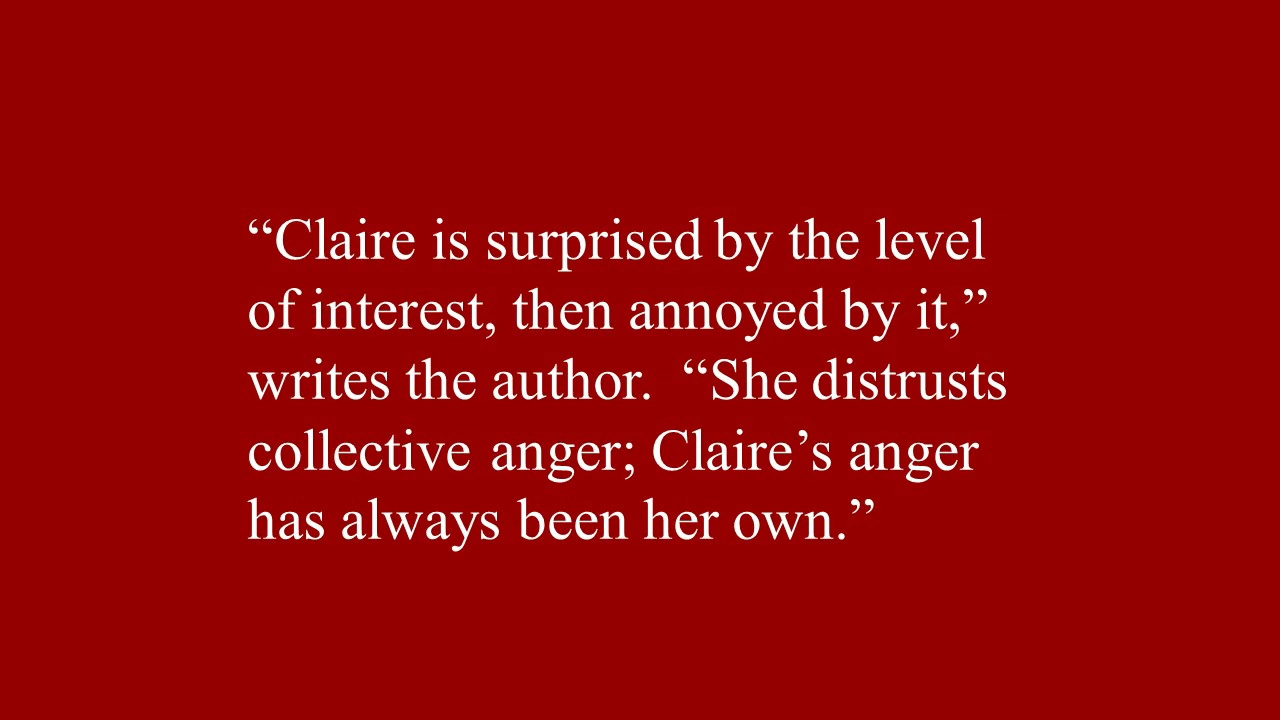 “Claire is surprised by the level
of interest, then annoyed by it,”
writes the author.  “She distrusts
collective anger; Claire’s anger
has always been her own.”